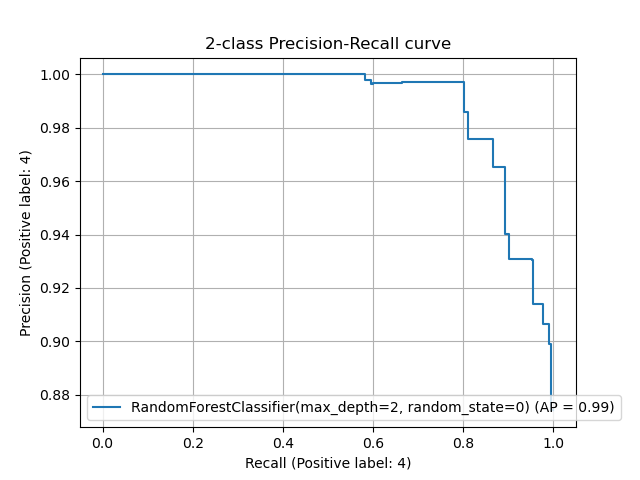 2-class Precision-Recall curve
1.00
0.98
0.96
0.94
0.92
0.90
0.88
Precision (Positive label: 4)
RandomForestClassifier(max_depth=2, random_state=0) (AP = 0.99)
0.0 0.2 0.4 0.6 0.8 1.0
Recall (Positive label: 4)